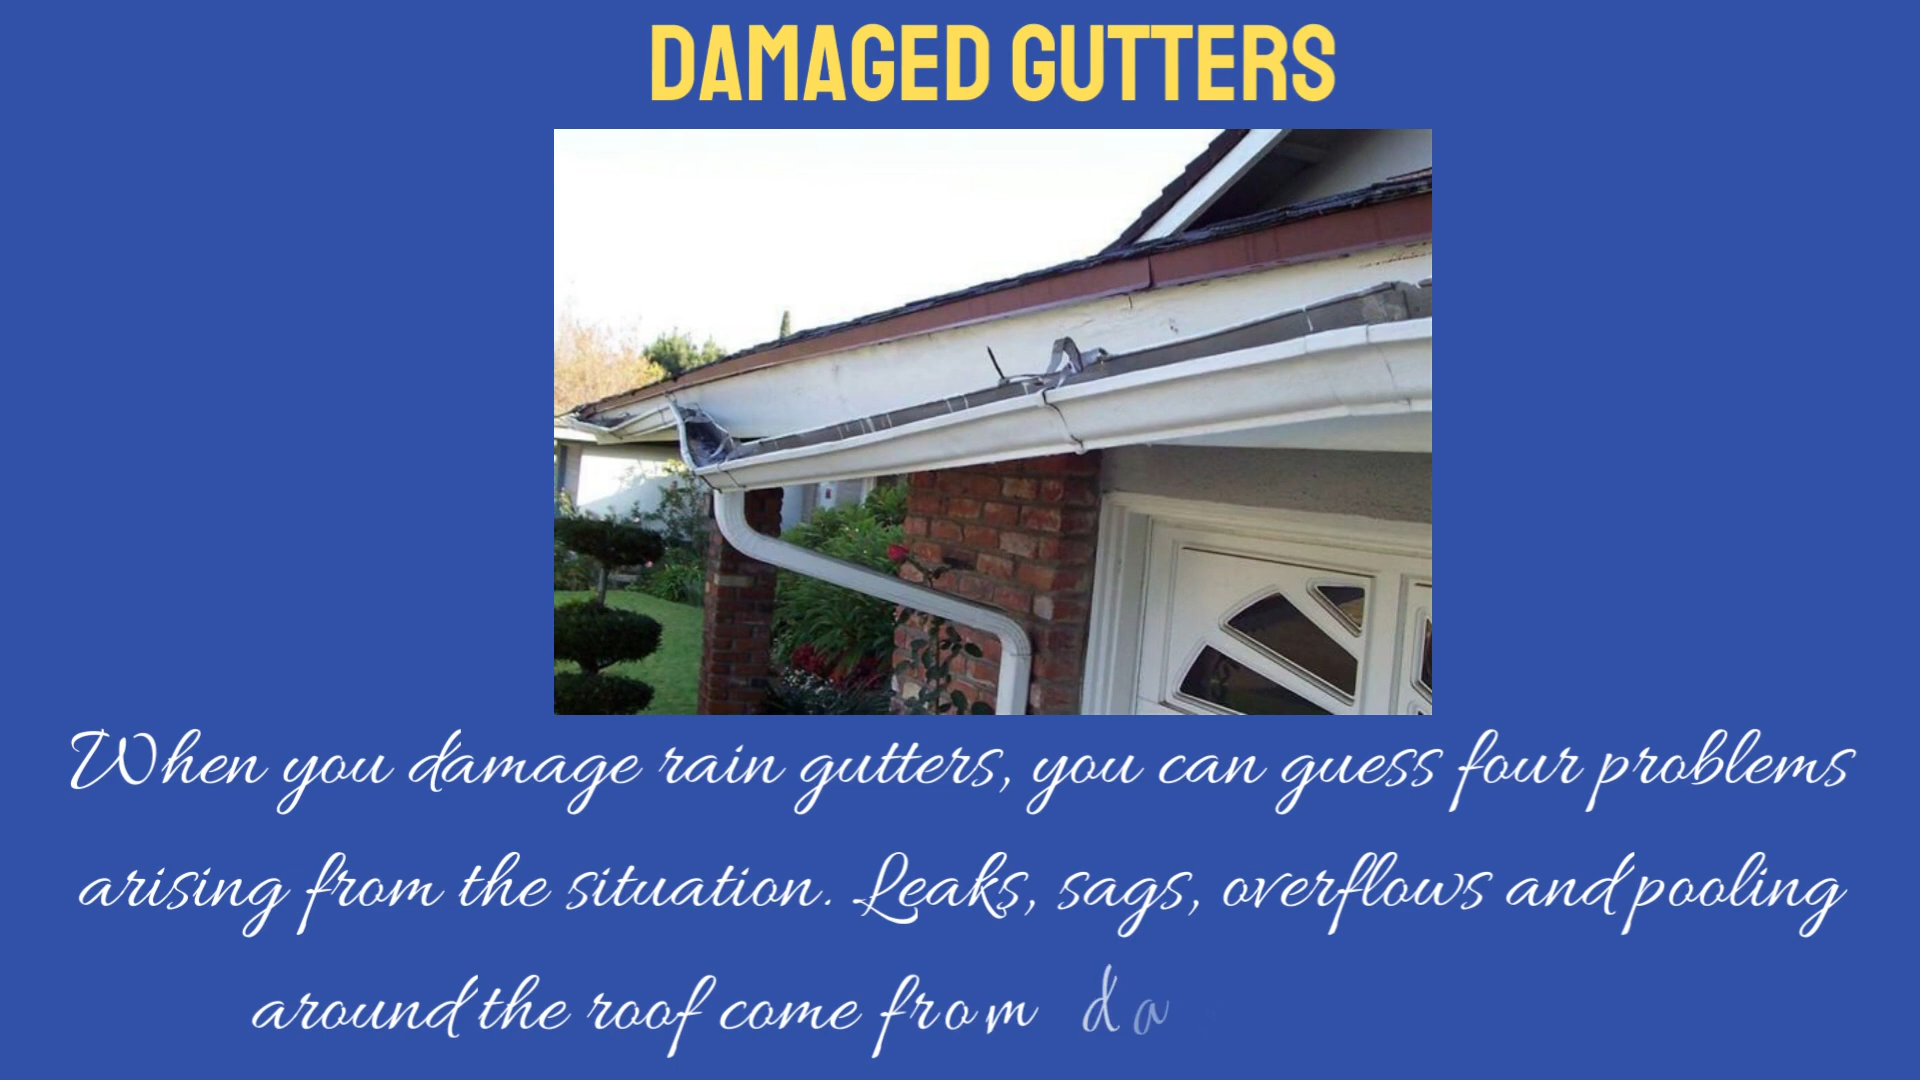 DAMAGED GUTTERS
When you damage rain gutters, you can guess four problems
arising from the situation. Leaks, sags, overflows and pooling
around the roof come from da